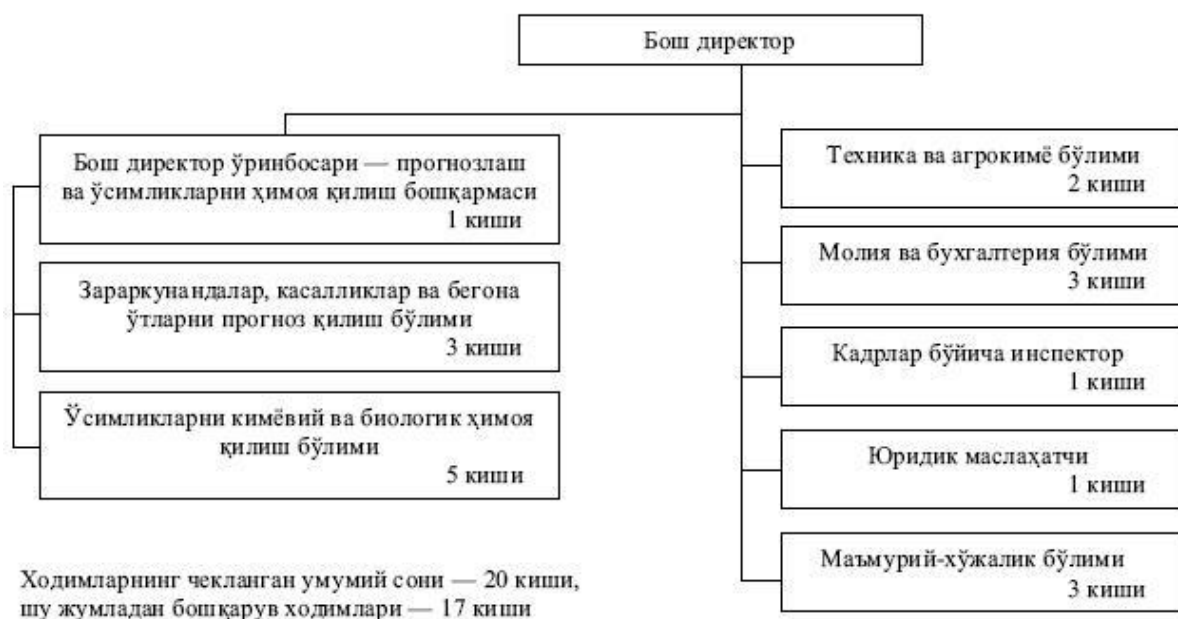 Бош директор
Бош директор ўринбосари — прогнозлаш
ва ўсимликларни ҳимоя қилиш бошқармаси
1 киши
Зараркунандалар, касалликлар ва бегона
ўтларни прогноз қилиш бўлими
3 киши
Ўсимликларни кимёвий ва биологик ҳимоя
қилиш бўлими
5 киши
Техника ва агрокимё бўлими
2 киши
Молия ва бухгалтерия бўлими
3 киши
Кадрлар бўйича инспектор
1 киши
Юридик маслаҳатчи
1 киши
Маъмурий-хўжалик бўлими
3 киши
Ходимларнинг чекланган умумий сони — 20 киши,
шу жумладан бошқарув ходимлари — 17 киши